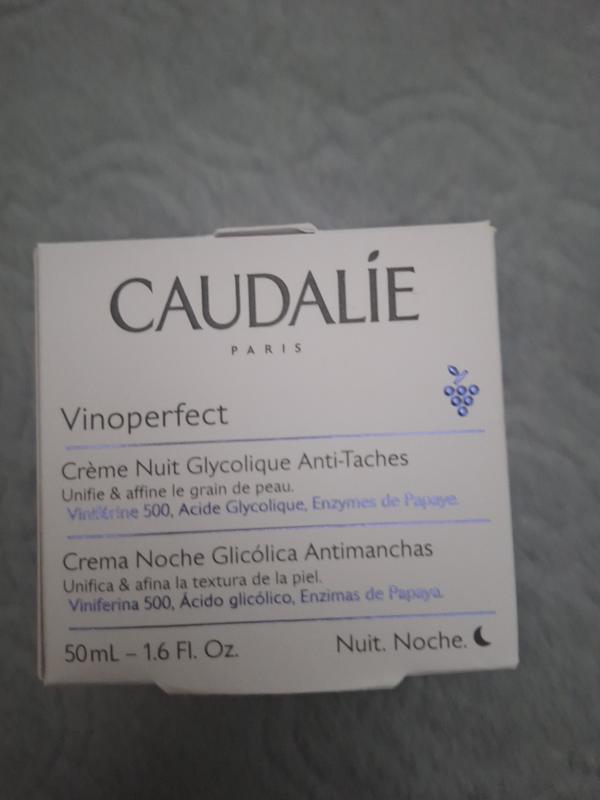 CAUDALÍE
PARIS
Vinoperfect
Crème Nuit Glycolique Anti-Taches
Unifie & affine le grain de peau.
Viniférine 500, Acide Glycolique, Enzymes de Papaye.
Crema Noche Glicólica Antimanchas
Unifica & afina la textura de la piel.
Viniferina 500, Ácido glicólico, Enzimas de Papaya.
50mL – 1.6 Fl. Oz.
Nuit. Noche.